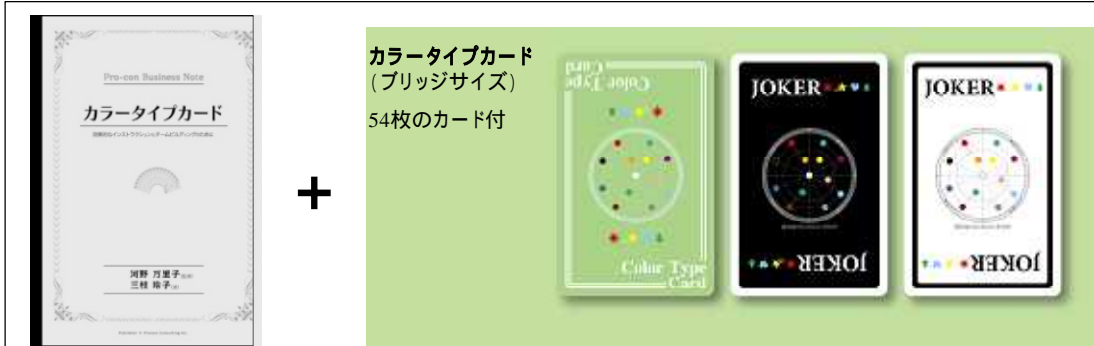 Pro-con Business Note
カラータイプカード
河野 万里子
三枝 玲子
+
カラータイプカード
(ブリッジサイズ)
54枚のカード付
Color Type
Card
Color Type
Card
JOKER
JOKER
JOKER
JOKER